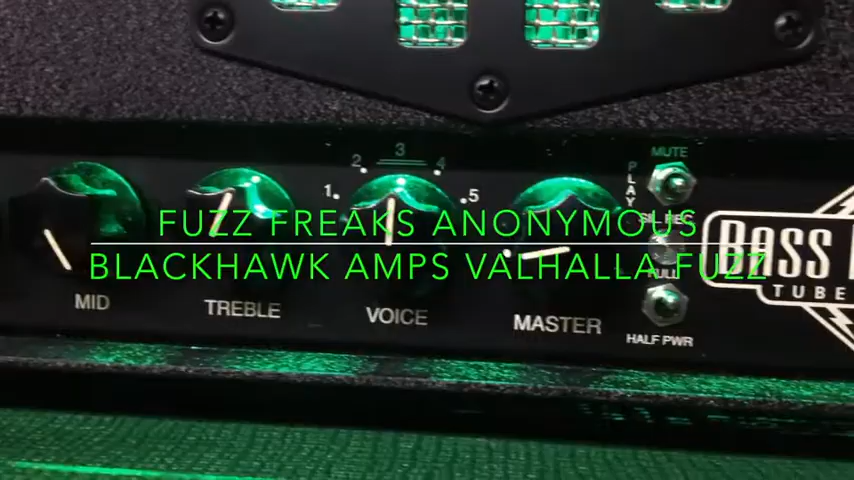 MUTE
2 3 4
PLAY
1 5
FUZZ FREAKS ANONYMOUS
BLACKHAWK AMPS VALHALLA FUZZ
BASS
TUBE
MID
TREBLE
VOICE
MASTER
HALF PWR